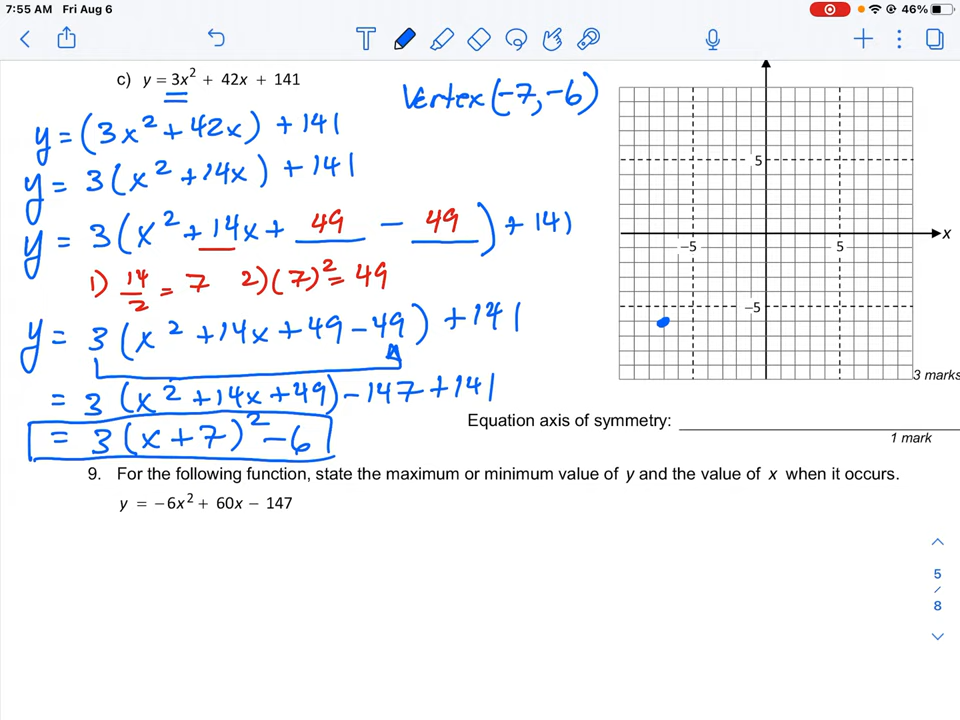 7:55 AM Fri Aug 6
46%
T
c) y = 3x² + 42x + 141
Vertex (-7, -6)
y = (3x² + 42x) + 141
y = 3(x² + 14x) + 141
y = 3(x² + 14x + 49 - 49) + 141
1) 14/2 = 7 2) (7)² = 49
y = 3(x² + 14x + 49 - 49) + 141
= 3(x² + 14x + 49) - 147 + 141
= 3(x + 7)² - 6
5
x
-5
5
-5
3 marks
Equation axis of symmetry:
1 mark
9. For the following function, state the maximum or minimum value of y and the value of x when it occurs.
y = -6x² + 60x - 147
5
/
8